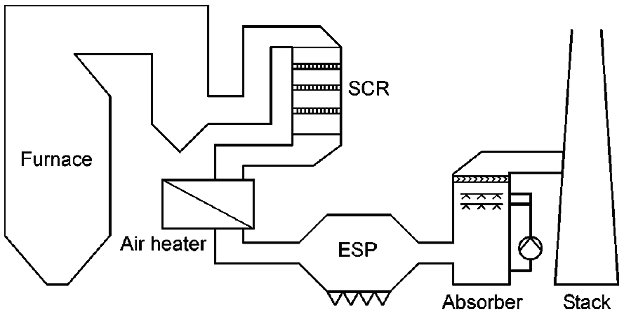 SCR
Furnace
Air heater
ESP
Absorber
Stack